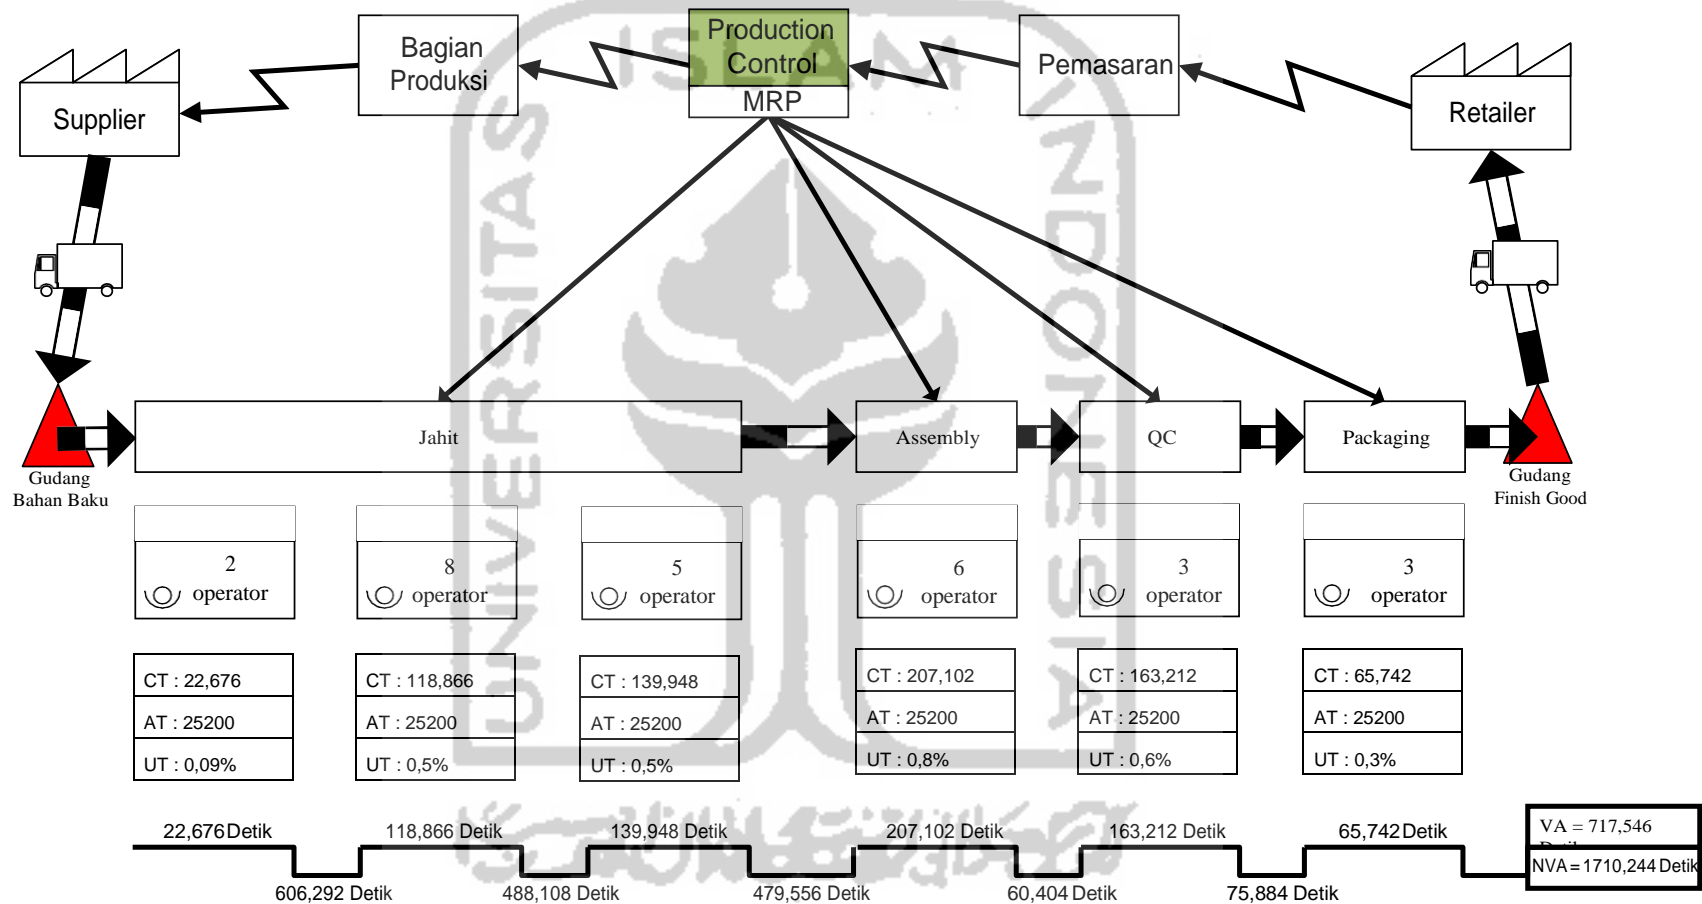 Bagian
Produksi
Production
Control
MRP
Pemasaran
Supplier
Retailer
Jahit
Assembly
QC
Packaging
Gudang
Bahan Baku
Gudang
Finish Good
2
operator
8
operator
5
operator
6
operator
3
operator
3
operator
CT : 22,676
AT : 25200
UT : 0,09%
CT : 118,866
AT : 25200
UT : 0,5%
CT : 139,948
AT : 25200
UT : 0,5%
CT : 207,102
AT : 25200
UT : 0,8%
CT : 163,212
AT : 25200
UT : 0,6%
CT : 65,742
AT : 25200
UT : 0,3%
22,676 Detik
118,866 Detik
139,948 Detik
207,102 Detik
163,212 Detik
65,742 Detik
606,292 Detik
488,108 Detik
479,556 Detik
60,404 Detik
75,884 Detik
VA = 717,546
NVA = 1710,244 Detik
ISLAM
UNIVERSITAS
INDONESIA